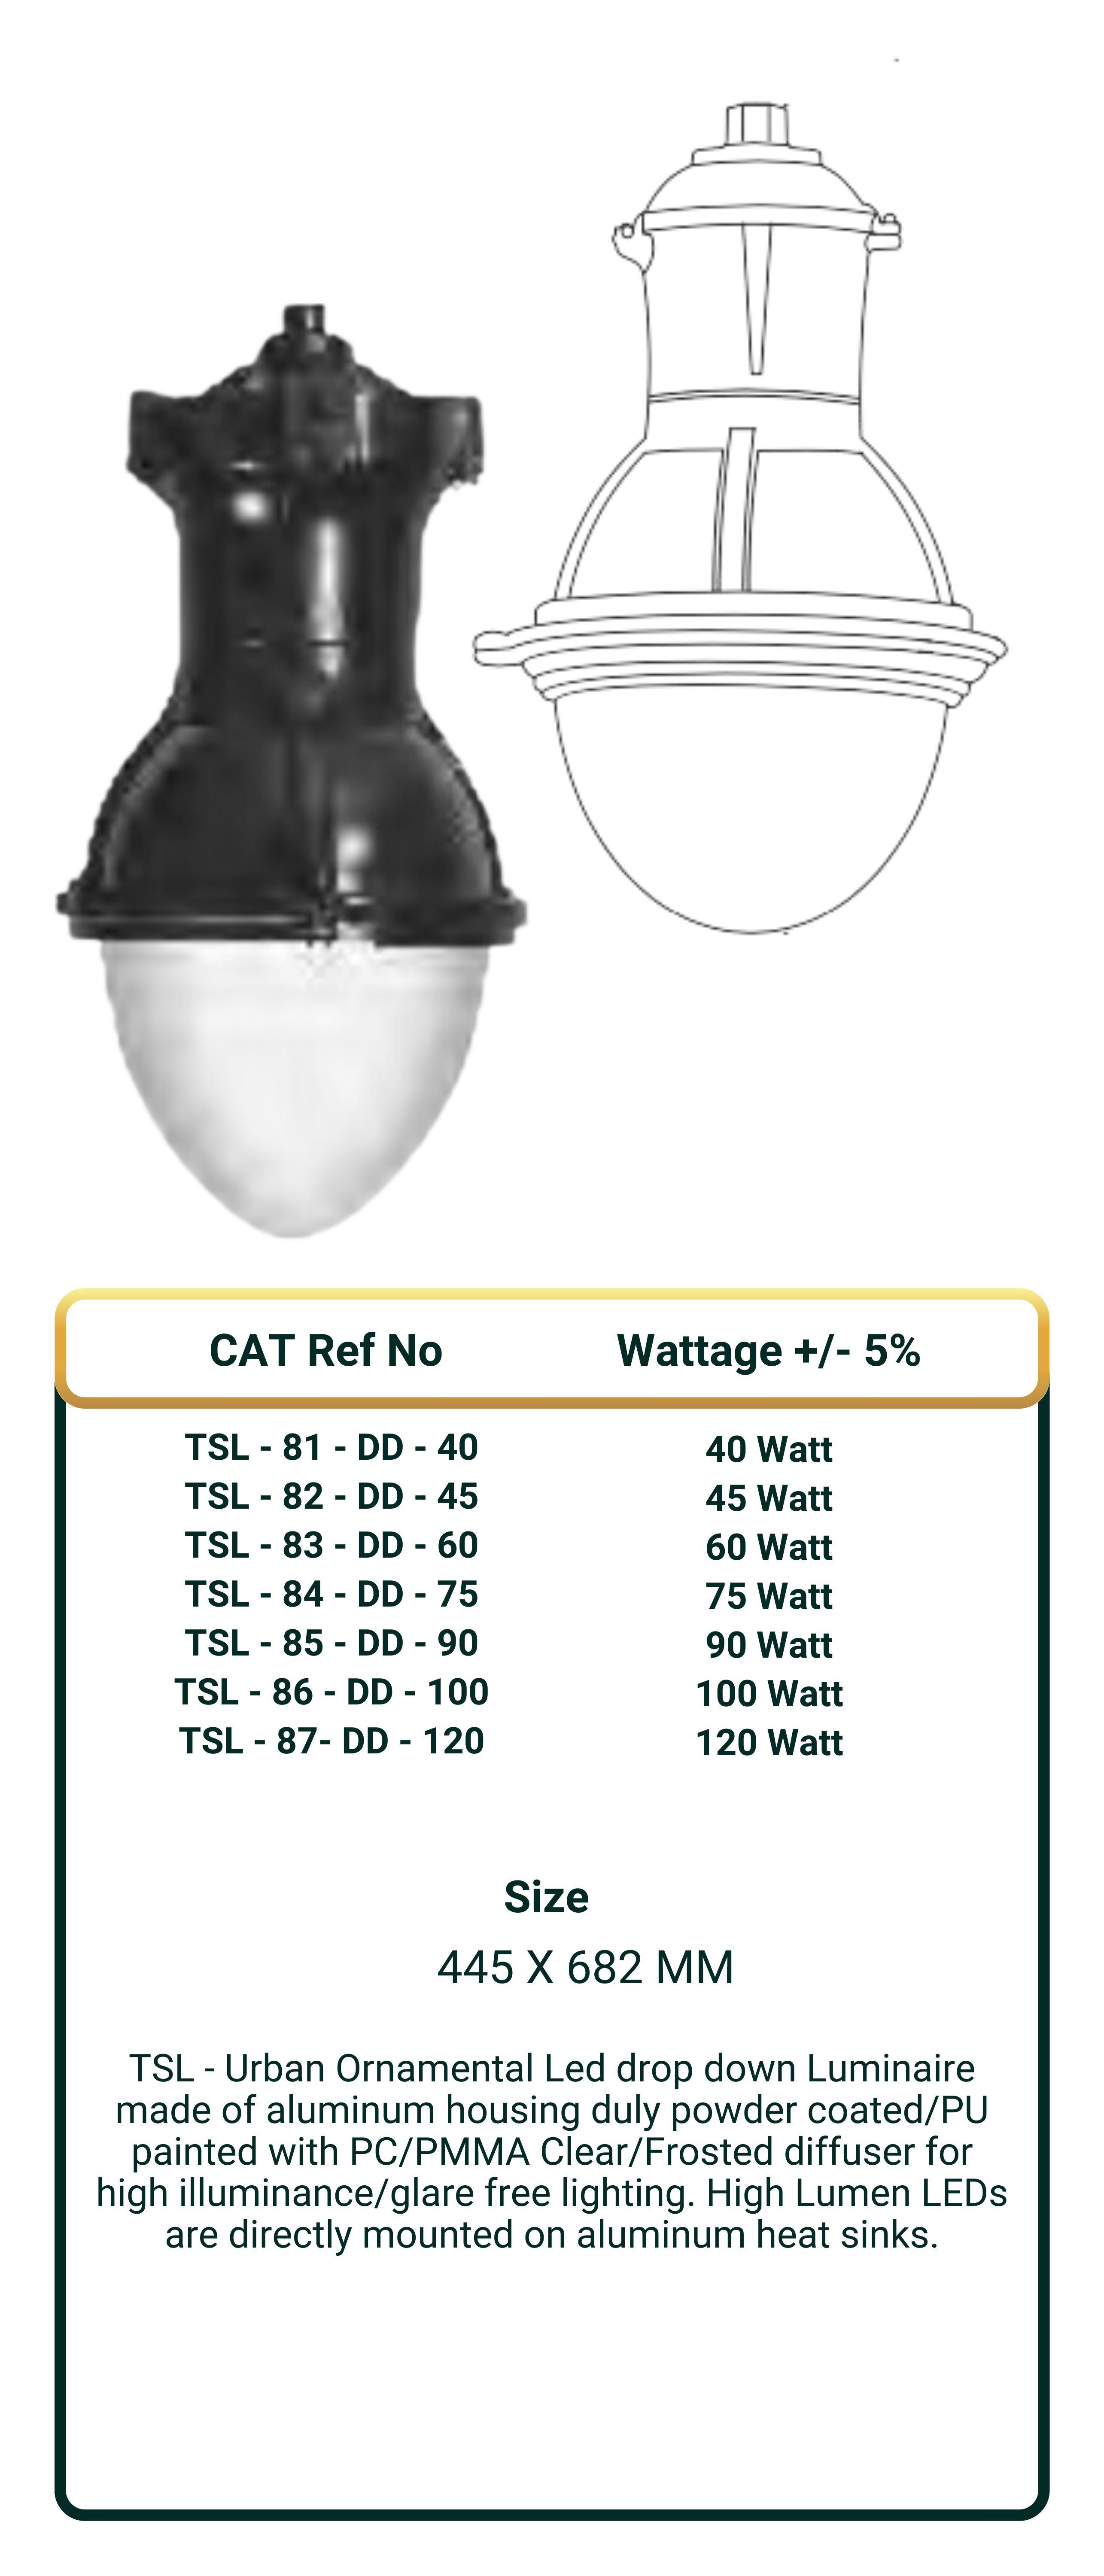 CAT Ref No Wattage +/- 5%
TSL - 81 - DD - 40 40 Watt
TSL - 82 - DD - 45 45 Watt
TSL - 83 - DD - 60 60 Watt
TSL - 84 - DD - 75 75 Watt
TSL - 85 - DD - 90 90 Watt
TSL - 86 - DD - 100 100 Watt
TSL - 87- DD - 120 120 Watt
Size
445 X 682 MM
TSL - Urban Ornamental Led drop down Luminaire
made of aluminum housing duly powder coated/PU
painted with PC/PMMA Clear/Frosted diffuser for
high illuminance/glare free lighting. High Lumen LEDs
are directly mounted on aluminum heat sinks.